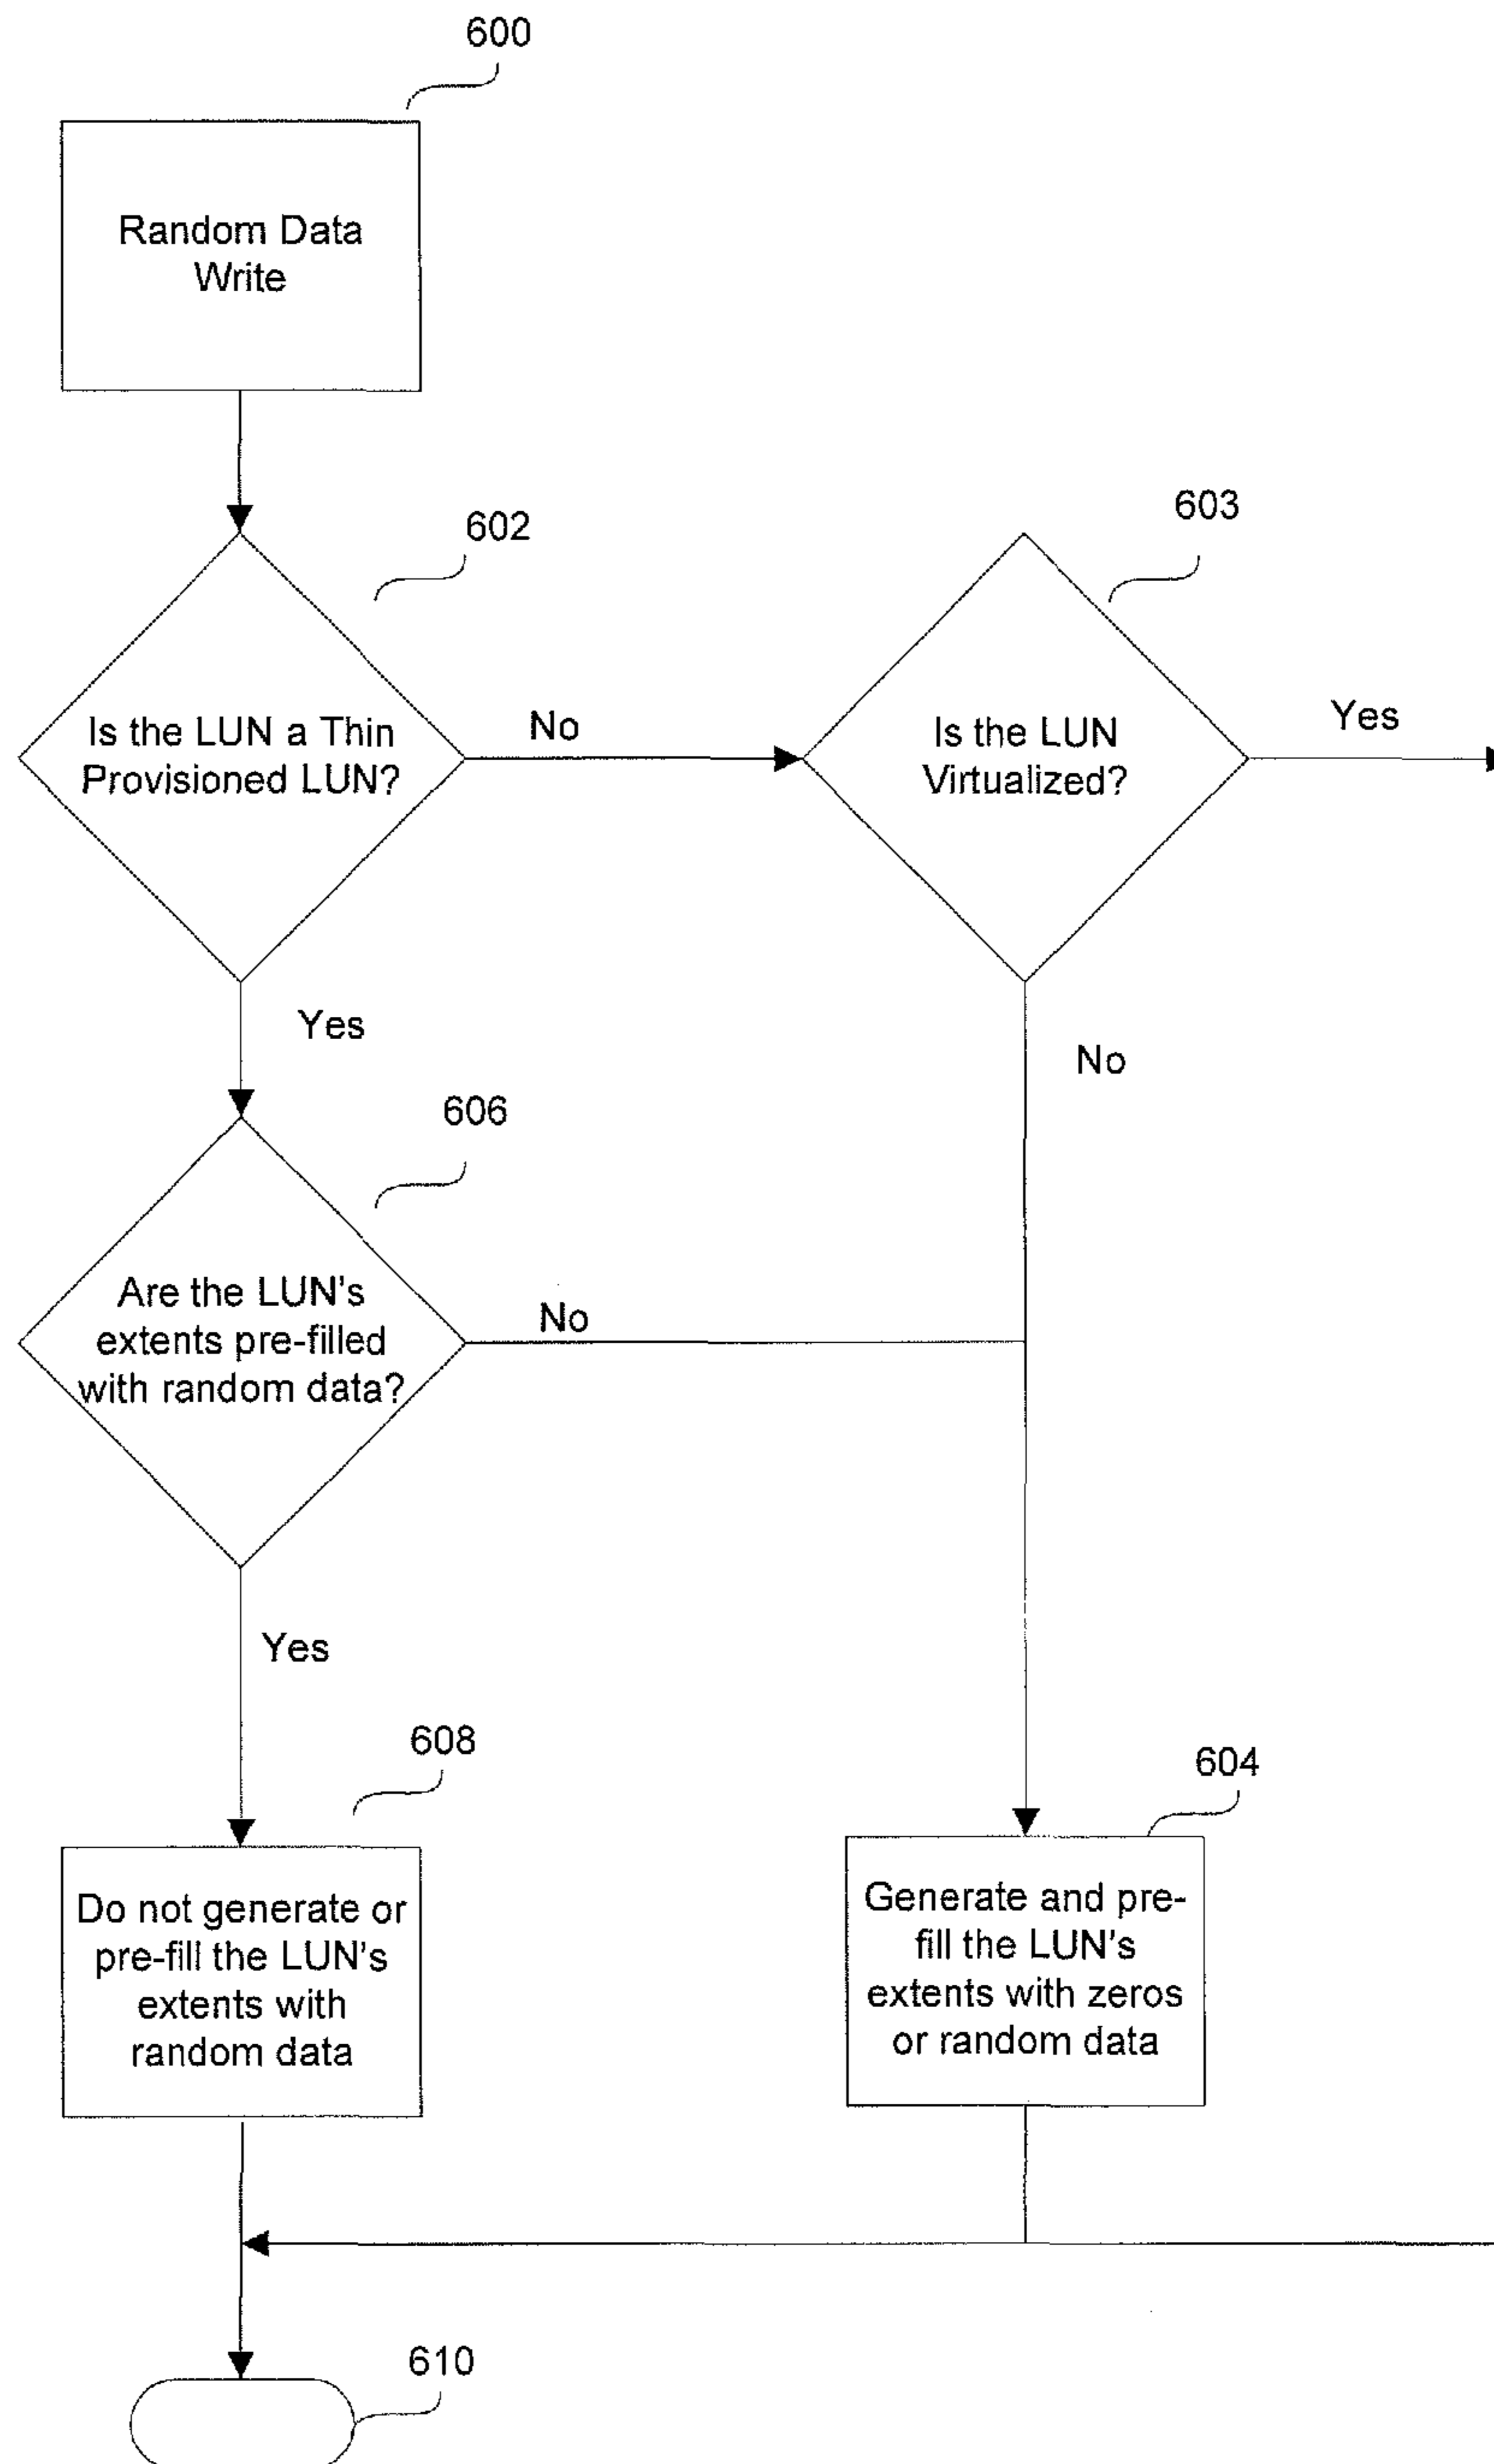 600
Random Data
Write
602
603
Is the LUN a Thin
Provisioned LUN?
No
Is the LUN
Virtualized?
Yes
Yes
No
606
Are the LUN's
extents pre-filled
with random data?
No
Yes
608
604
Do not generate or
pre-fill the LUN's
extents with
random data
Generate and pre-
fill the LUN's
extents with zeros
or random data
610